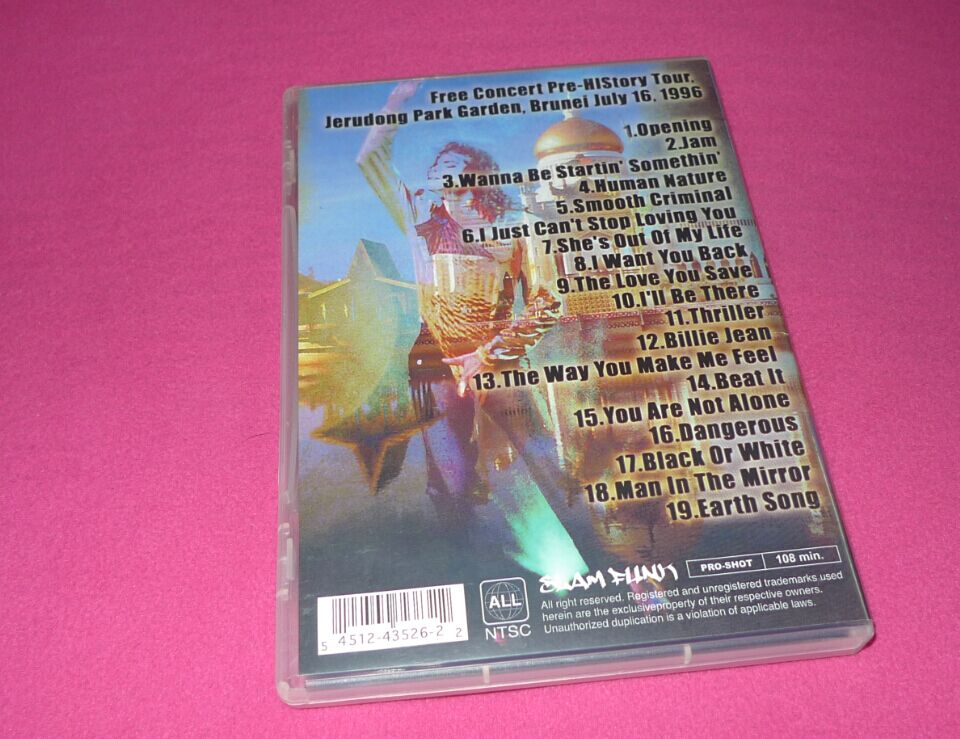 Free Concert Pre-HIStory Tour.
Jerudong Park Garden, Brunei July 16, 1996
1.Opening
2.Jam
3.Wanna Be Startin' Somethin'
4.Human Nature
5.Smooth Criminal
6.I Just Can't Stop Loving You
7.She's Out Of My Life
8.I Want You Back
9.The Love You Save
10.I'll Be There
11.Thriller
12.Billie Jean
13.The Way You Make Me Feel
14.Beat It
15.You Are Not Alone
16.Dangerous
17.Black Or White
18.Man In The Mirror
19.Earth Song
SLAM FUNK
PRO-SHOT 108 min.
ALL
NTSC
All right reserved. Registered and unregistered trademarks used
herein are the exclusiveproperty of their respective owners.
Unauthorized duplication is a violation of applicable laws.
5 4512-43526-2 2